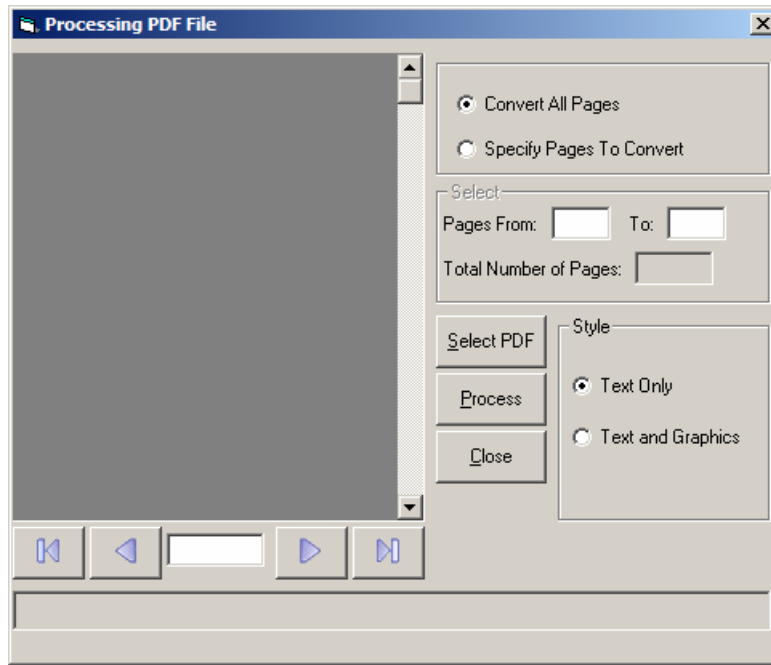 Processing PDF File
Convert All Pages
Specify Pages To Convert
Select
Pages From: To:
Total Number of Pages:
Select PDF
Style
Process
Text Only
Close
Text and Graphics